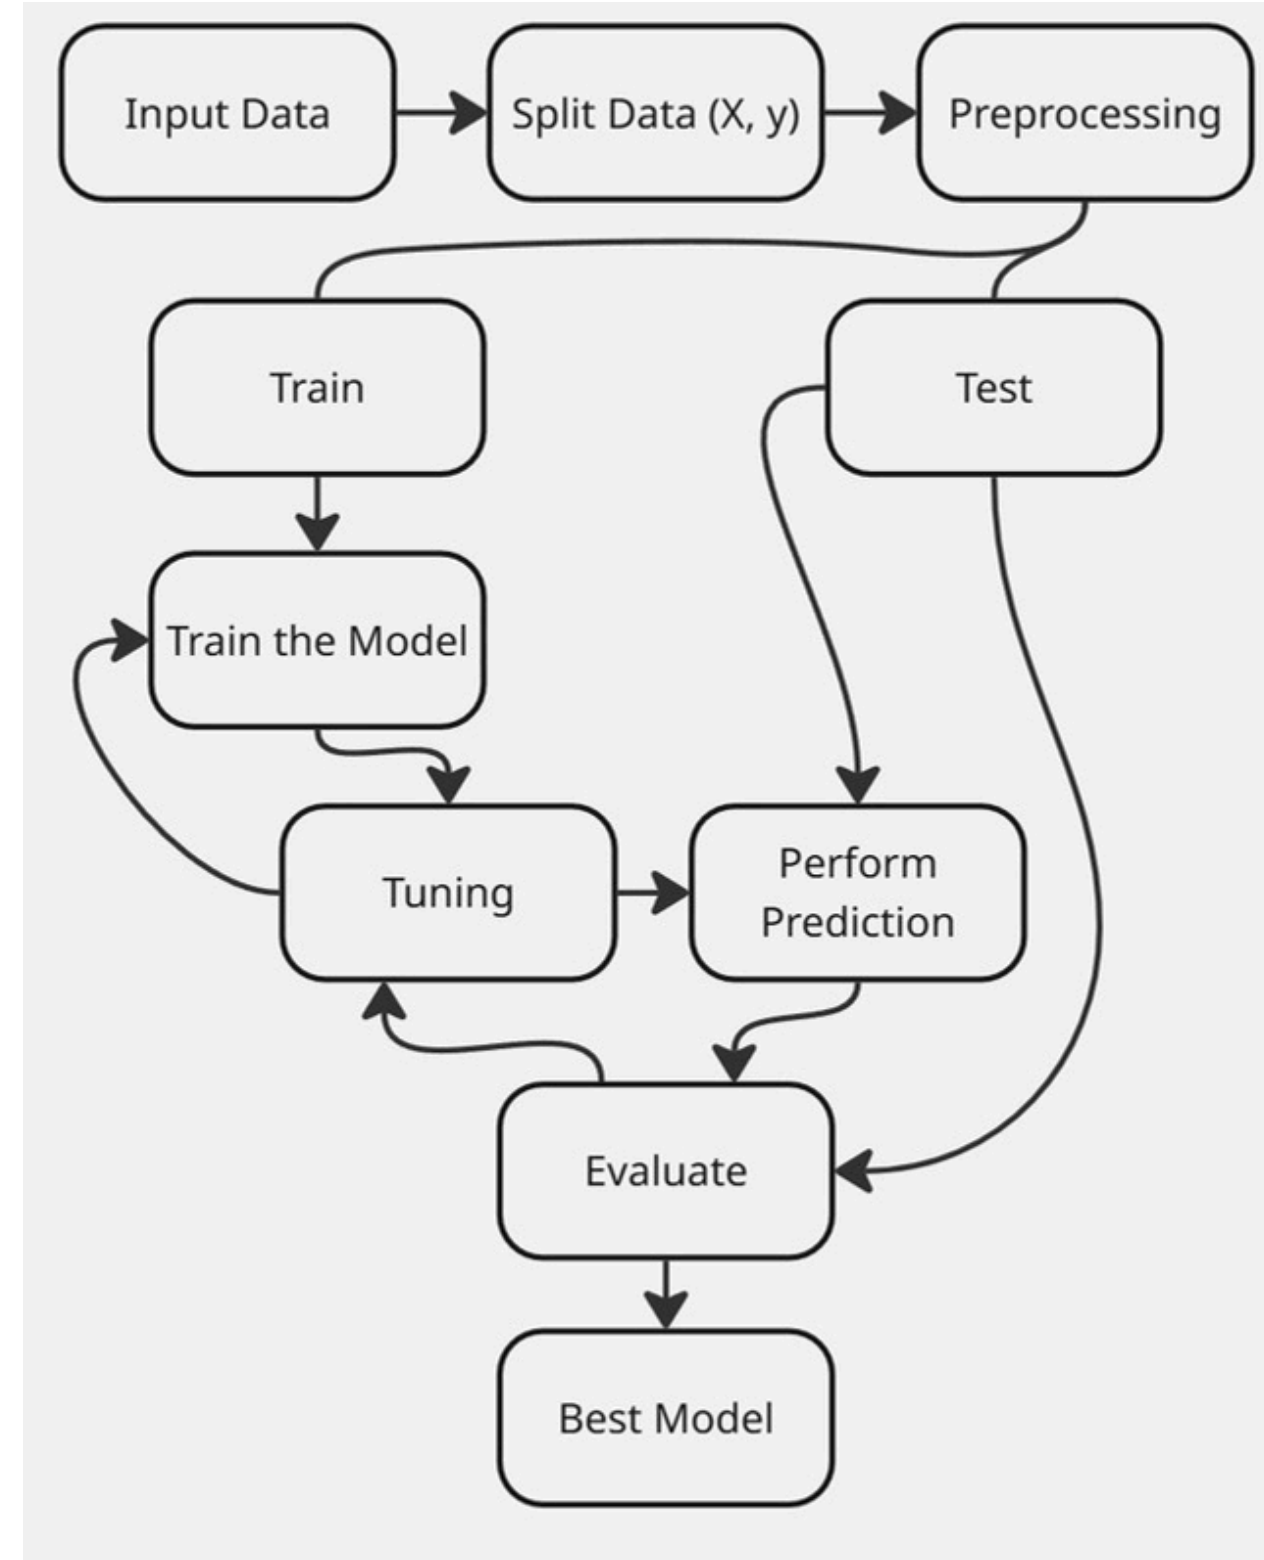 Input Data
Split Data (X, y)
Preprocessing
Train
Test
Train the Model
Tuning
Perform
Prediction
Evaluate
Best Model